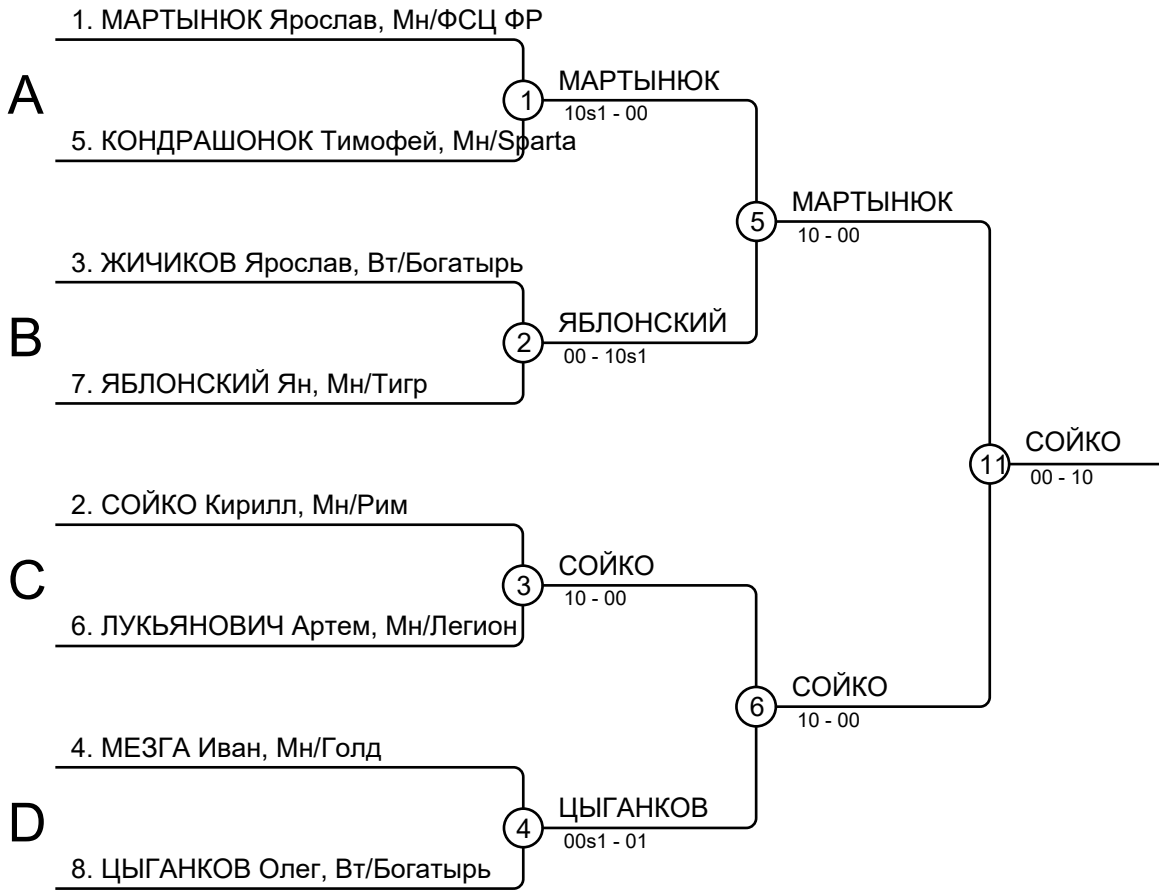 1. МАРТЫНЮК Ярослав, Мн/ФСЦ ФР
A
1
МАРТЫНЮК
10s1 - 00
5. КОНДРАШОНОК Тимофей, Мн/Sparta
5
МАРТЫНЮК
10 - 00
3. ЖИЧИКОВ Ярослав, Вт/Богатырь
B
2
ЯБЛОНСКИЙ
00 - 10s1
7. ЯБЛОНСКИЙ Ян, Мн/Тигр
11
СОЙКО
00 - 10
2. СОЙКО Кирилл, Мн/Рим
C
3
СОЙКО
10 - 00
6. ЛУКЬЯНОВИЧ Артем, Мн/Легион
6
СОЙКО
10 - 00
4. МЕЗГА Иван, Мн/Голд
D
4
ЦЫГАНКОВ
00s1 - 01
8. ЦЫГАНКОВ Олег, Вт/Богатырь